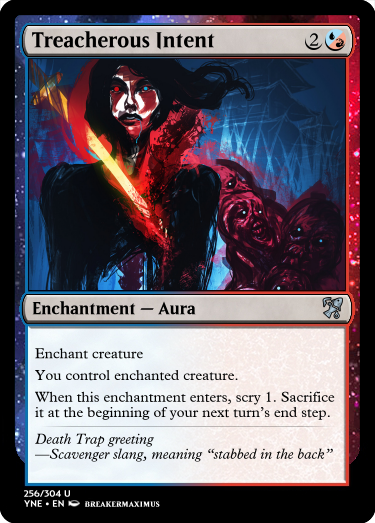 Treacherous Intent 2
Enchantment — Aura
Enchant creature
You control enchanted creature.
When this enchantment enters, scry 1. Sacrifice
it at the beginning of your next turn's end step.
Death Trap greeting
—Scavenger slang, meaning “stabbed in the back”
256/304 U
YNE • EN BREAKERMAXIMUS